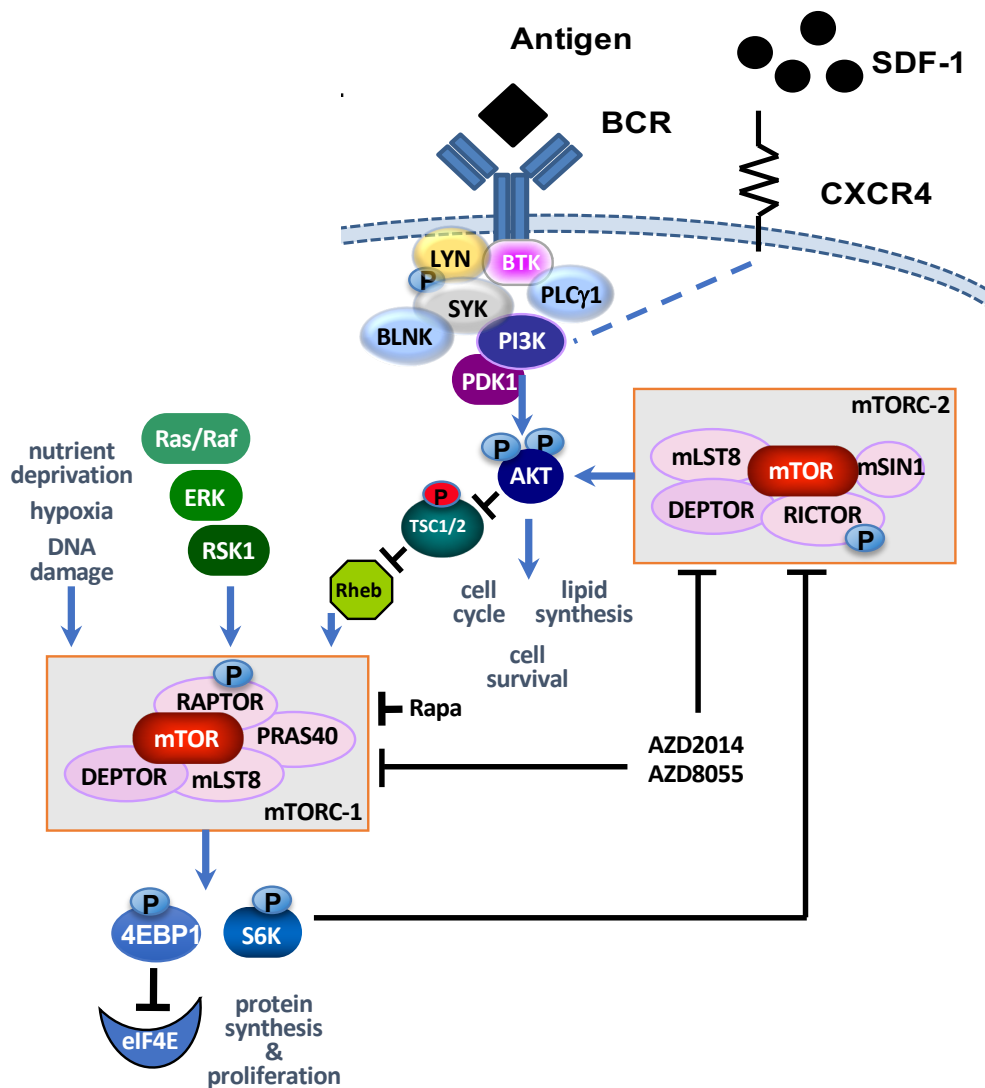 Antigen
SDF-1
BCR
CXCR4
LYN
BTK
P
SYK
PLCγ1
BLNK
PI3K
PDK1
mTORC-2
Ras/Raf
nutrient
deprivation
P
P
mLST8
mTOR
mSIN1
AKT
ERK
P
DEPTOR
RICTOR
hypoxia
TSC1/2
P
DNA
damage
RSK1
Rheb
cell
cycle
lipid
synthesis
cell
survival
P
RAPTOR
Rapa
mTOR
PRAS40
AZD2014
AZD8055
DEPTOR
mLST8
mTORC-1
P
P
4EBP1
S6K
eIF4E
protein
synthesis
&
proliferation